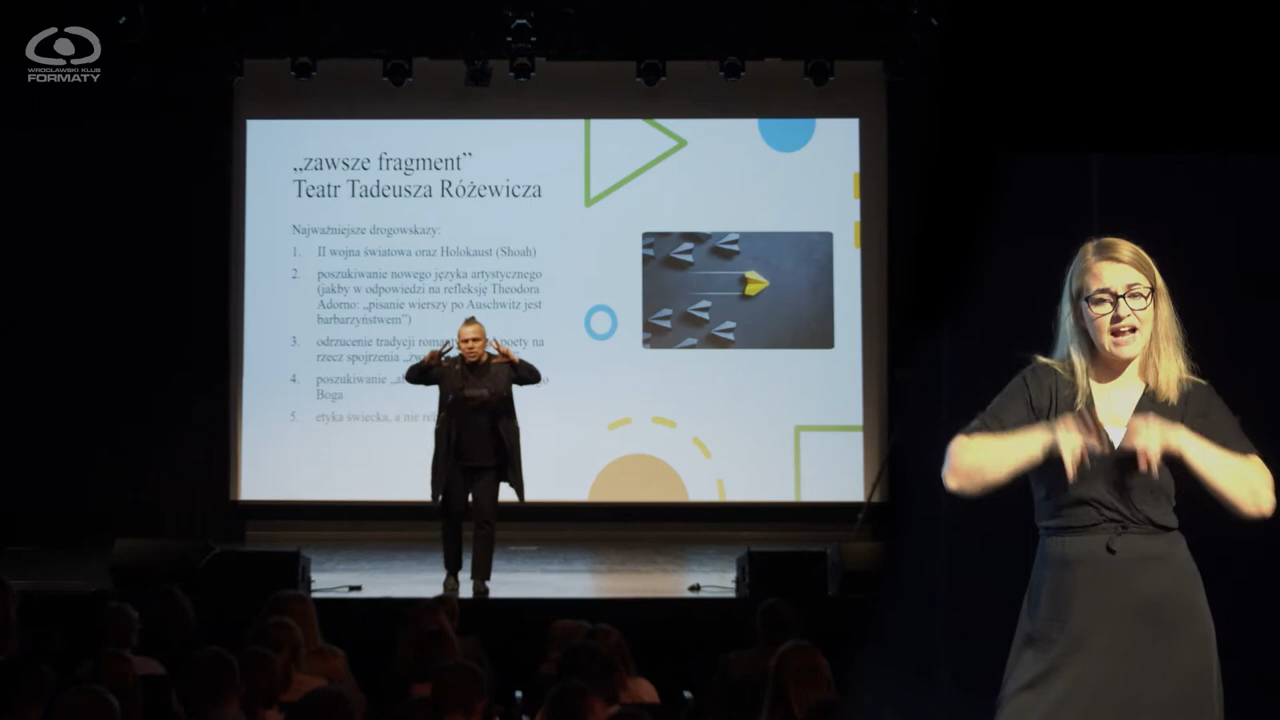 WROCŁAWSKI KLUB
FORMATY
„zawsze fragment”
Teatr Tadeusza Różewicza
Najważniejsze drogowskazy:
1. II wojna światowa oraz Holokaust (Shoah)
2. poszukiwanie nowego języka artystycznego
(jakby w odpowiedzi na refleksję Theodora
Adorno: „pisanie wierszy po Auschwitz jest
barbarzyństwem”)
3. odrzucenie tradycji poety na
rzecz spojrzenia
4. poszukiwanie
Boga
5. etyka świecka, a nie